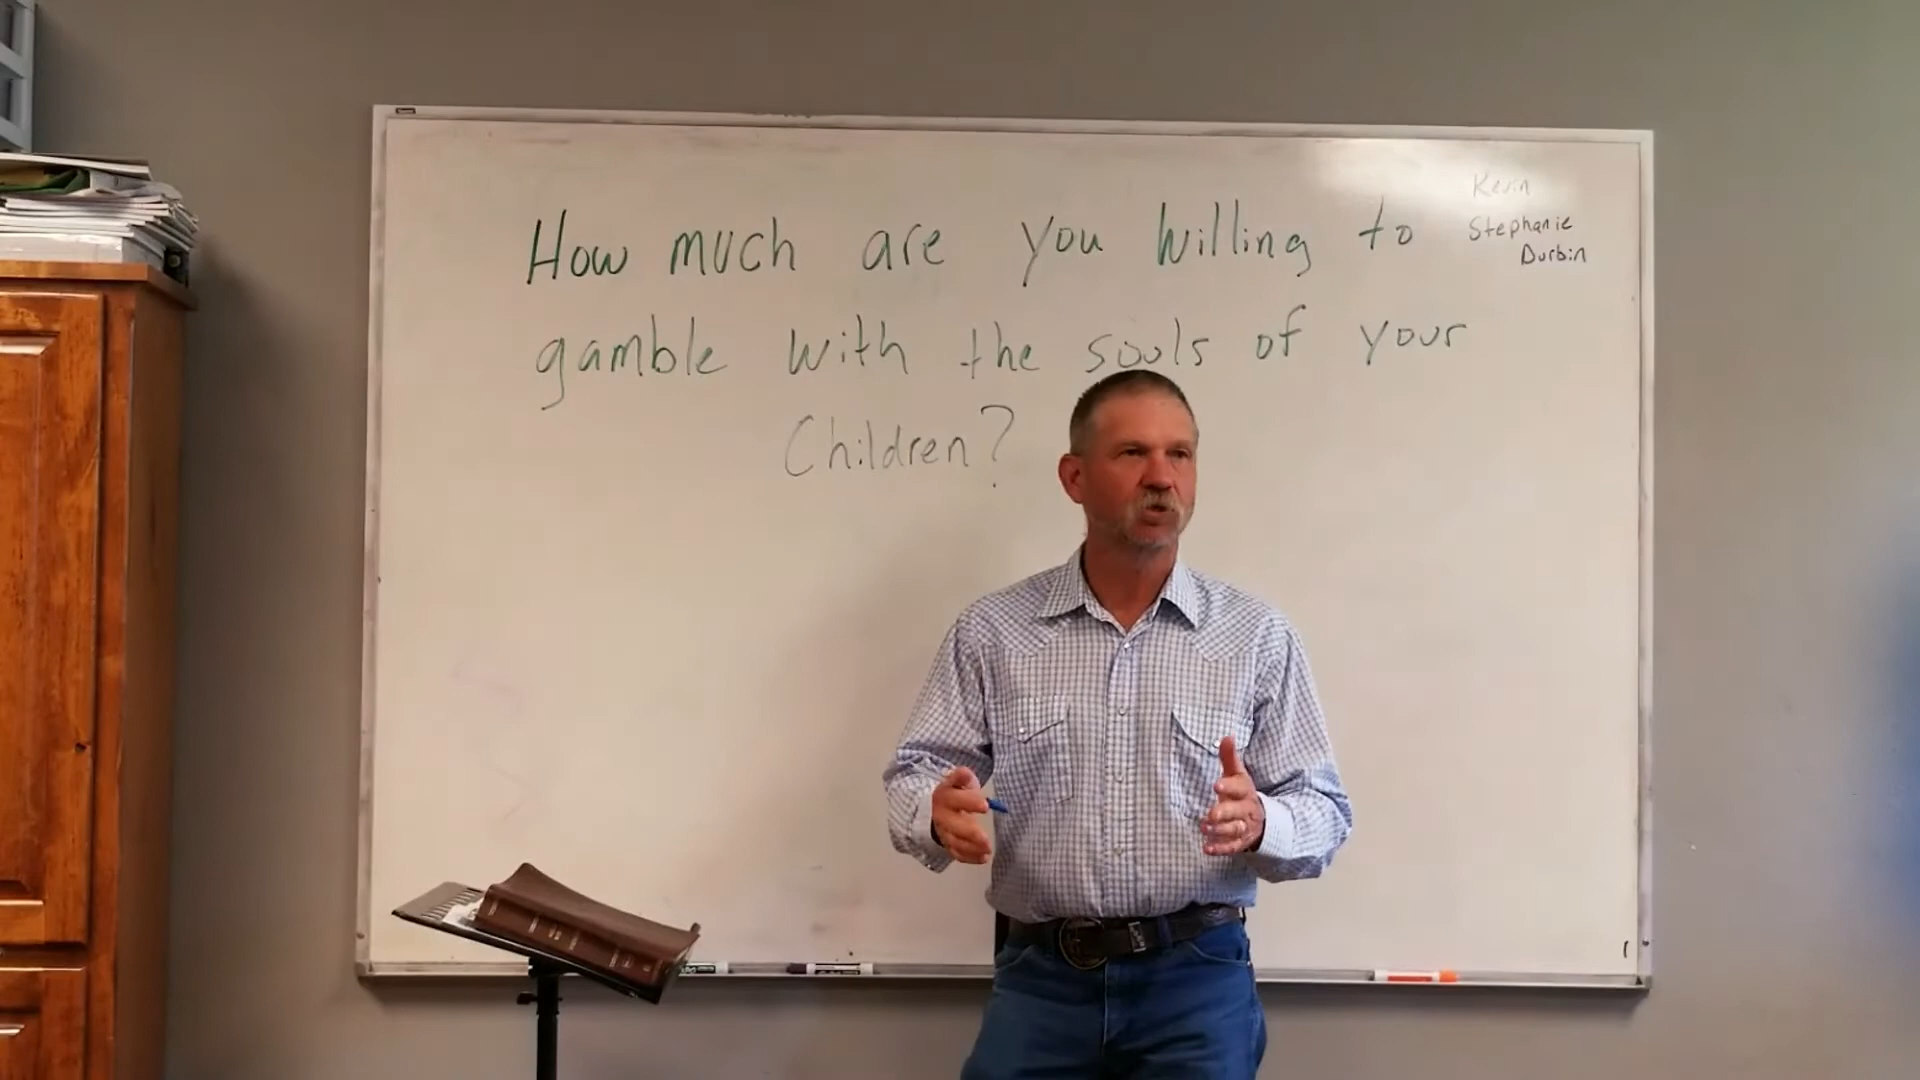 How much are you willing to
gamble with the souls of your
Children?
Kevin
Stephanie
Durbin